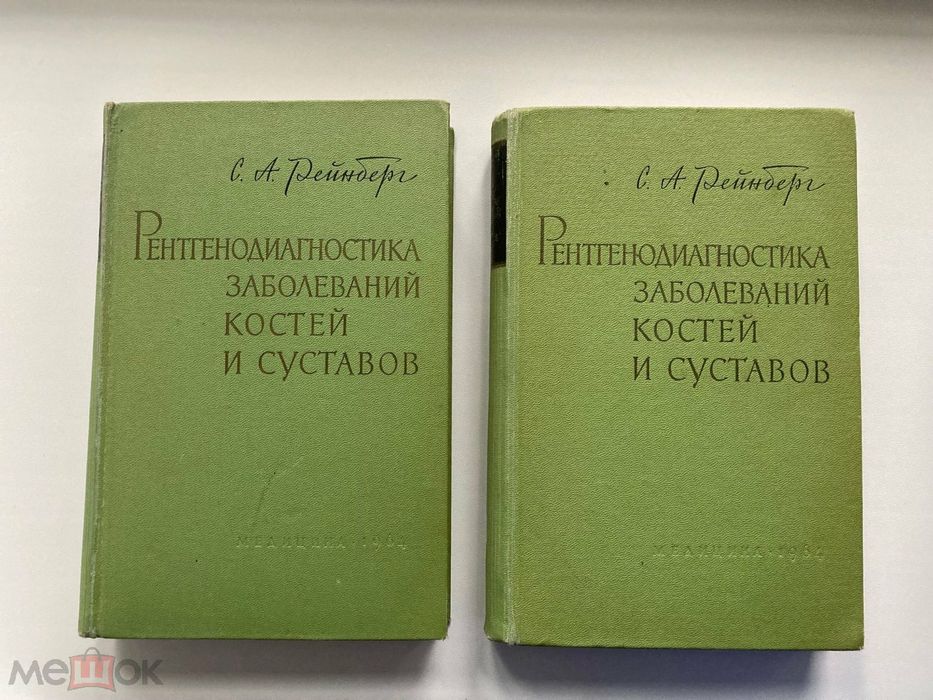 С. А. Рейнберг
РЕНТГЕНОДИАГНОСТИКА
ЗАБОЛЕВАНИЙ
КОСТЕЙ
И СУСТАВОВ
МЕДИЦИНА · 1964
С. А. Рейнберг
РЕНТГЕНОДИАГНОСТИКА
ЗАБОЛЕВАНИЙ
КОСТЕЙ
И СУСТАВОВ
МЕДИЦИНА · 1964
мешок